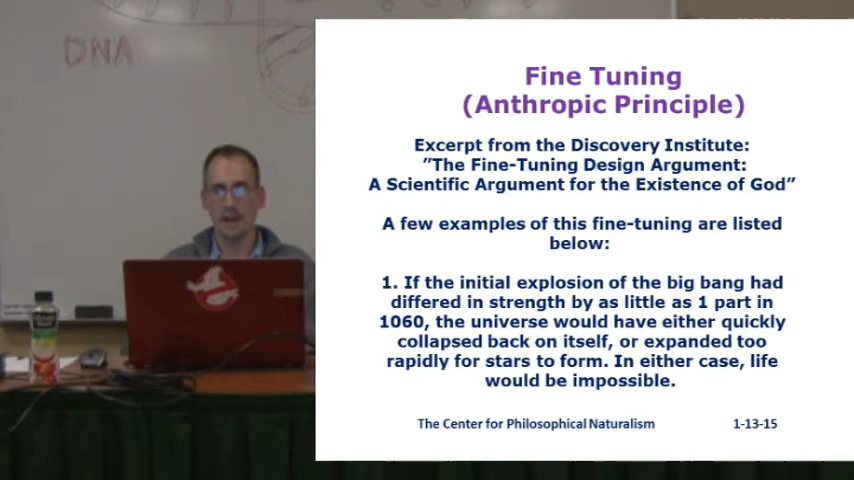 DNA
Fine Tuning
(Anthropic Principle)
Excerpt from the Discovery Institute:
”The Fine-Tuning Design Argument:
A Scientific Argument for the Existence of God”
A few examples of this fine-tuning are listed
below:
1. If the initial explosion of the big bang had
differed in strength by as little as 1 part in
1060, the universe would have either quickly
collapsed back on itself, or expanded too
rapidly for stars to form. In either case, life
would be impossible.
The Center for Philosophical Naturalism 1-13-15